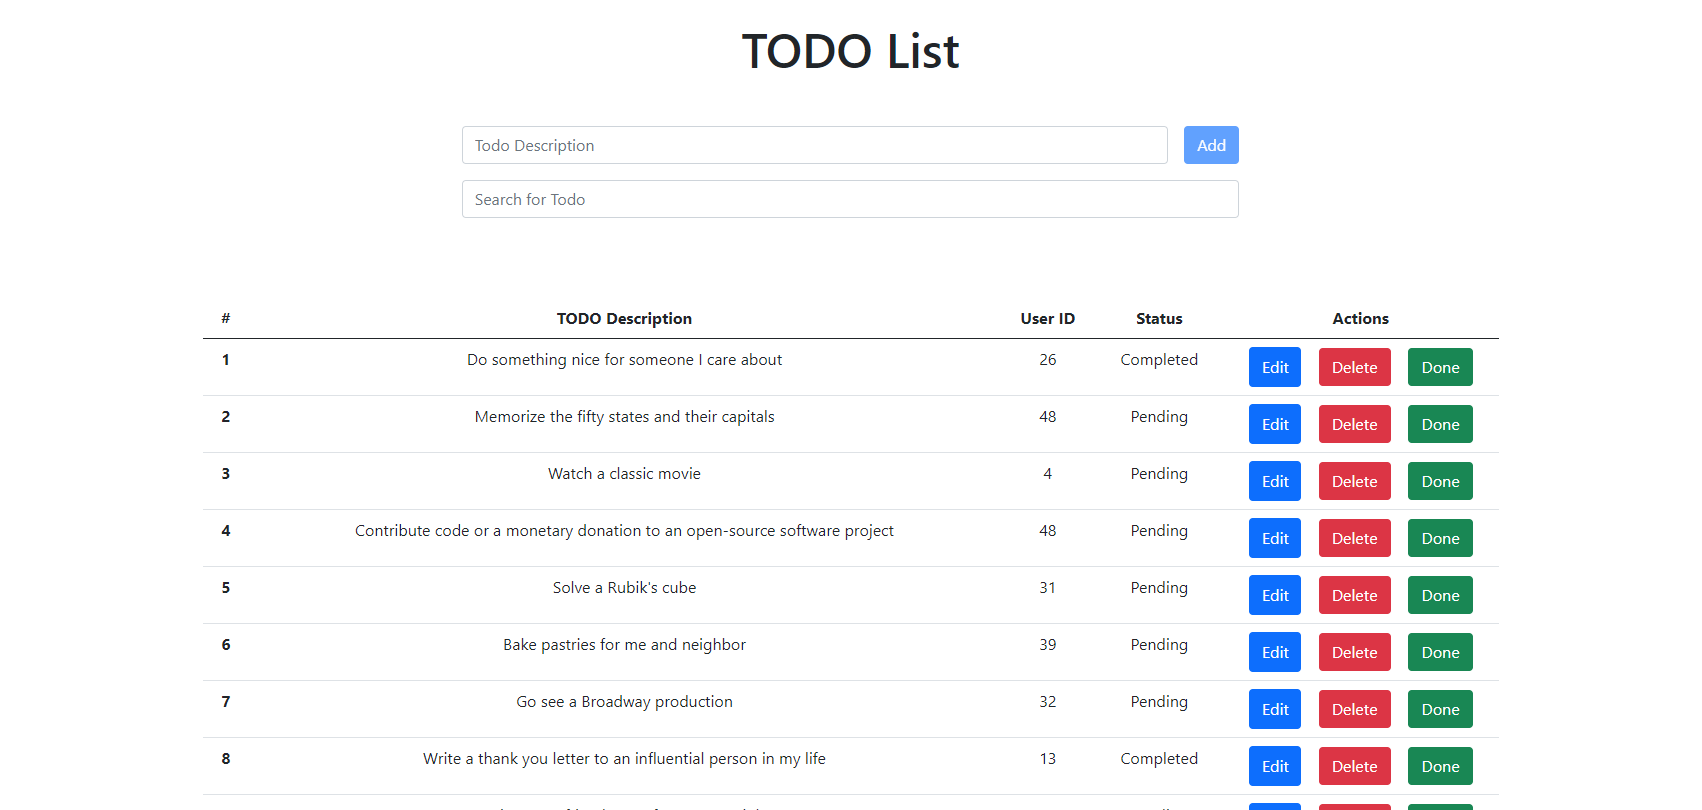 TODO List
Todo Description Add
Search for Todo
# TODO Description User ID Status Actions
1 Do something nice for someone I care about 26 Completed Edit Delete Done
2 Memorize the fifty states and their capitals 48 Pending Edit Delete Done
3 Watch a classic movie 4 Pending Edit Delete Done
4 Contribute code or a monetary donation to an open-source software project 48 Pending Edit Delete Done
5 Solve a Rubik's cube 31 Pending Edit Delete Done
6 Bake pastries for me and neighbor 39 Pending Edit Delete Done
7 Go see a Broadway production 32 Pending Edit Delete Done
8 Write a thank you letter to an influential person in my life 13 Completed Edit Delete Done